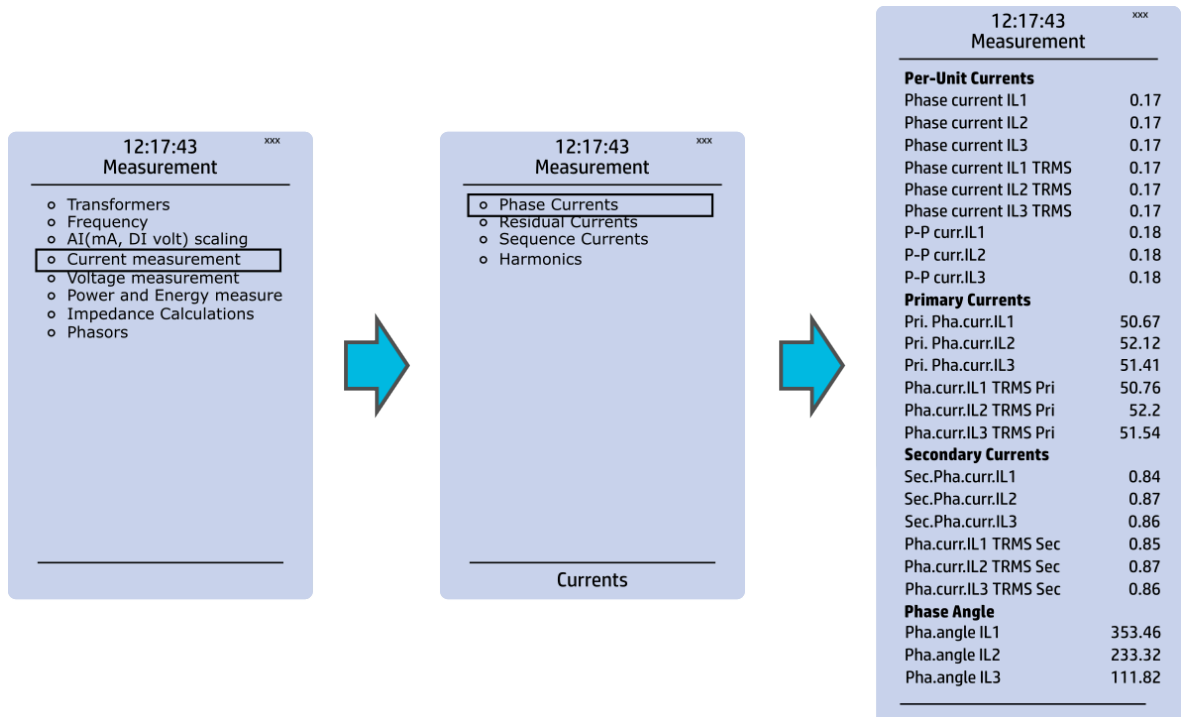 12:17:43 xxx
Measurement
Transformers
Frequency
AI(mA, DI volt) scaling
Current measurement
Voltage measurement
Power and Energy measure
Impedance Calculations
Phasors
12:17:43 xxx
Measurement
Phase Currents
Residual Currents
Sequence Currents
Harmonics
Currents
12:17:43 xxx
Measurement
Per-Unit Currents
Phase current IL1 0.17
Phase current IL2 0.17
Phase current IL3 0.17
Phase current IL1 TRMS 0.17
Phase current IL2 TRMS 0.17
Phase current IL3 TRMS 0.17
P-P curr.IL1 0.18
P-P curr.IL2 0.18
P-P curr.IL3 0.18
Primary Currents
Pri. Pha.curr.IL1 50.67
Pri. Pha.curr.IL2 52.12
Pri. Pha.curr.IL3 51.41
Pha.curr.IL1 TRMS Pri 50.76
Pha.curr.IL2 TRMS Pri 52.2
Pha.curr.IL3 TRMS Pri 51.54
Secondary Currents
Sec.Pha.curr.IL1 0.84
Sec.Pha.curr.IL2 0.87
Sec.Pha.curr.IL3 0.86
Pha.curr.IL1 TRMS Sec 0.85
Pha.curr.IL2 TRMS Sec 0.87
Pha.curr.IL3 TRMS Sec 0.86
Phase Angle
Pha.angle IL1 353.46
Pha.angle IL2 233.32
Pha.angle IL3 111.82